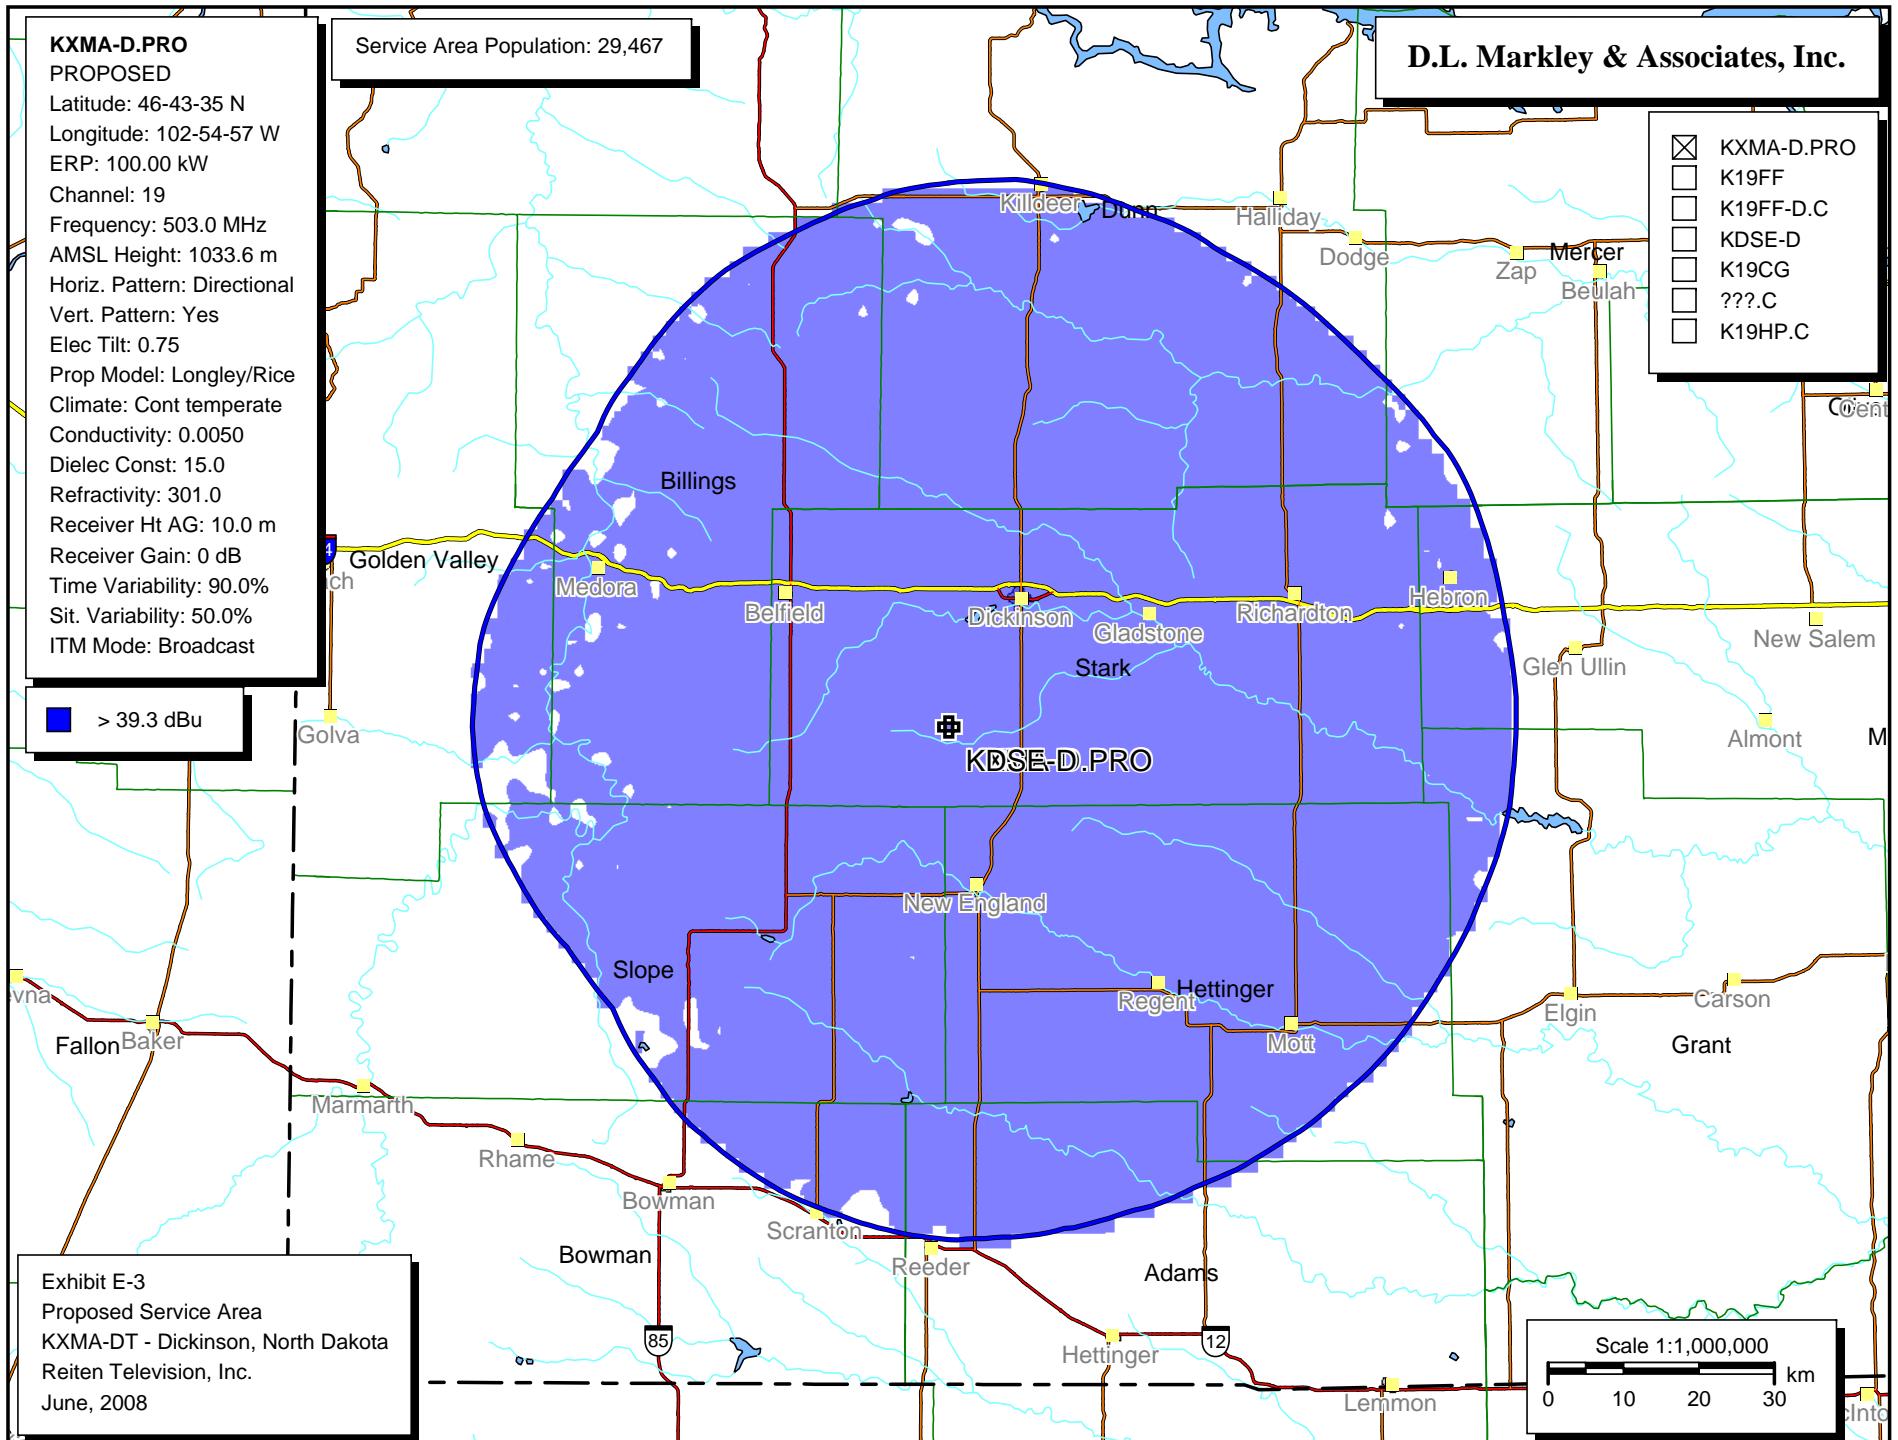 KXMA-D.PRO
PROPOSED
Latitude: 46-43-35 N
Longitude: 102-54-57 W
ERP: 100.00 kW
Channel: 19
Frequency: 503.0 MHz
AMSL Height: 1033.6 m
Horiz. Pattern: Directional
Vert. Pattern: Yes
Elec Tilt: 0.75
Prop Model: Longley/Rice
Climate: Cont temperate
Conductivity: 0.0050
Dielec Const: 15.0
Refractivity: 301.0
Receiver Ht AG: 10.0 m
Receiver Gain: 0 dB
Time Variability: 90.0%
Sit. Variability: 50.0%
ITM Mode: Broadcast
> 39.3 dBu
Service Area Population: 29,467
D.L. Markley & Associates, Inc.
KXMA-D.PRO
K19FF
K19FF-D.C
KDSE-D
K19CG
???.C
K19HP.C
Killdeer
Dunn
Halliday
Dodge
Zap
Mercer
Beulah
Cent
Billings
Golden Valley
4
ach
Medora
Belfield
Dickinson
Gladstone
Richardton
Hebron
New Salem
Glen Ullin
Stark
Golva
Almont
M
New England
Slope
Regent
Hettinger
Mott
Elgin
Carson
Grant
evna
Fallon
Baker
Marmarth
Rhame
Bowman
Scranton
Reeder
Bowman
Adams
85
12
Hettinger
Lemmon
cInto
Exhibit E-3
Proposed Service Area
KXMA-DT - Dickinson, North Dakota
Reiten Television, Inc.
June, 2008
Scale 1:1,000,000
km
0 10 20 30